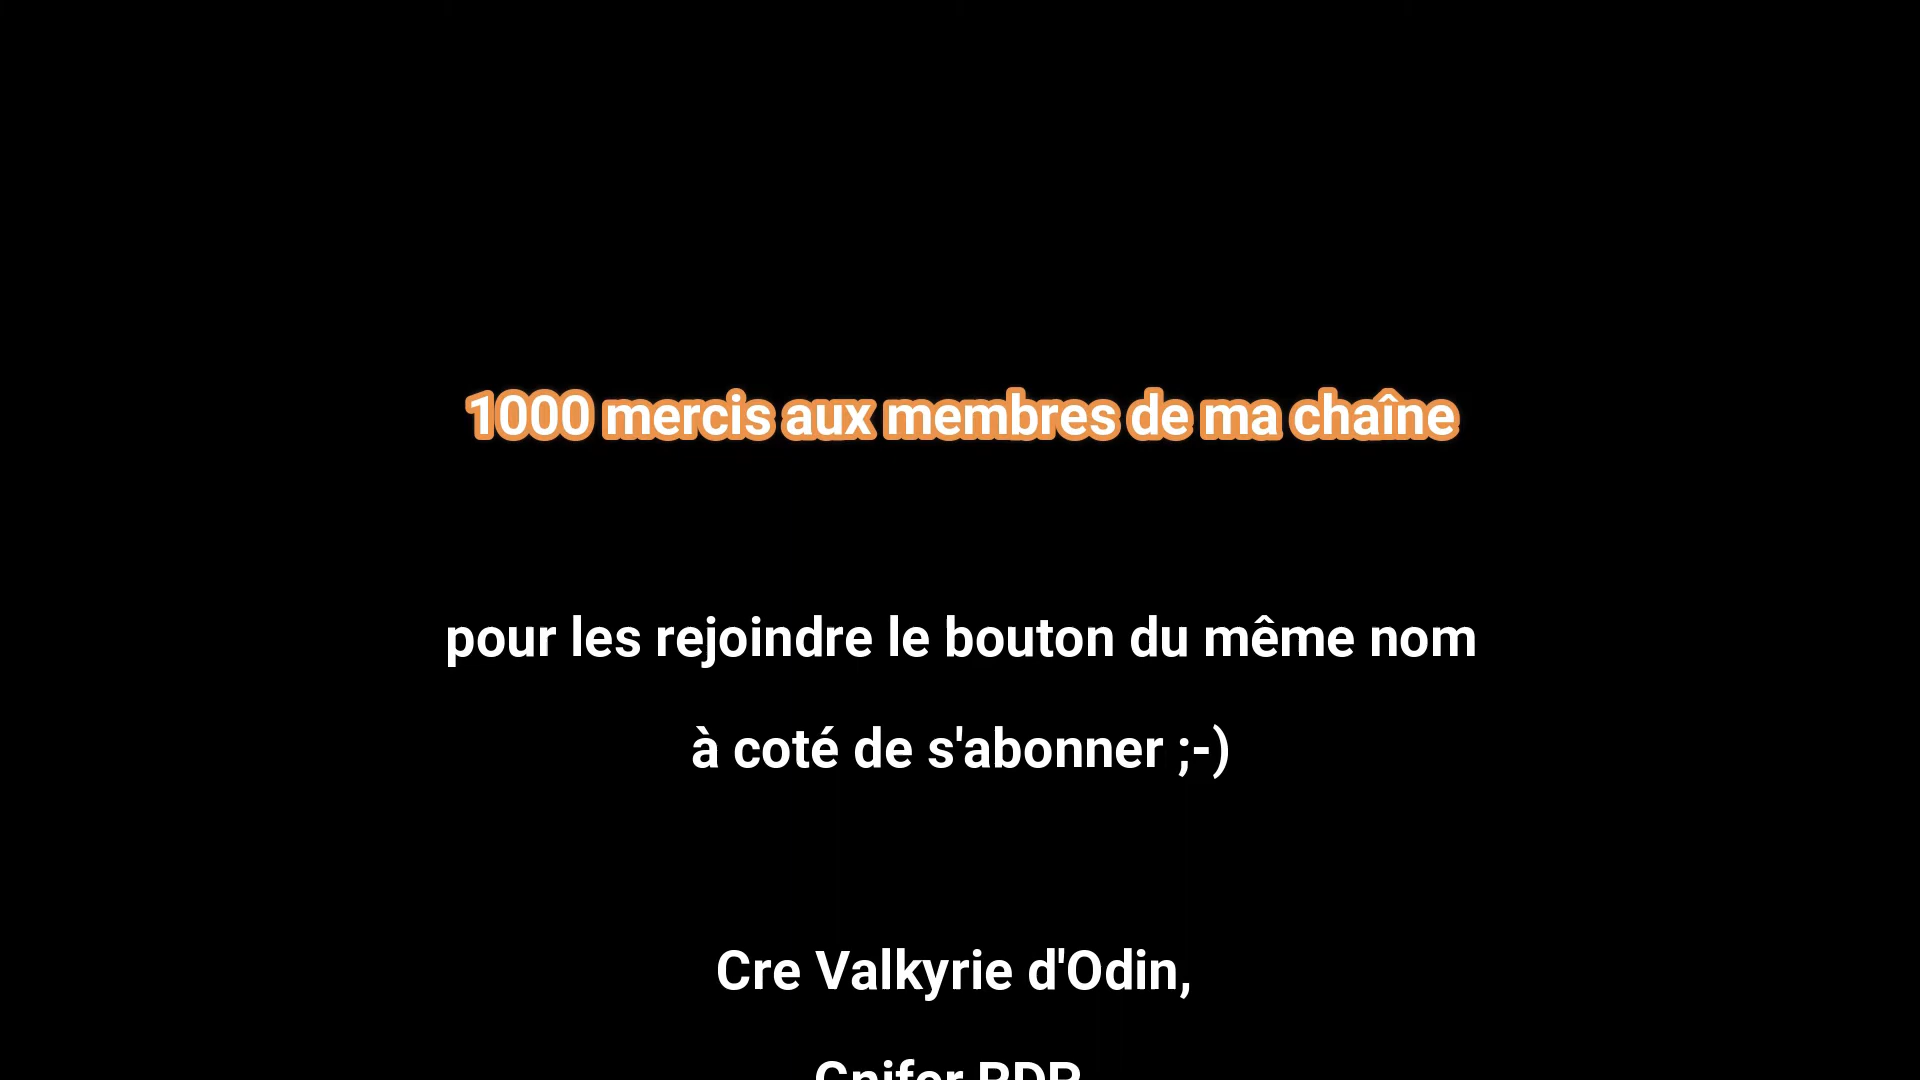 1000 mercis aux membres de ma chaîne
pour les rejoindre le bouton du même nom
à coté de s'abonner ;-)
Cre Valkyrie d'Odin,